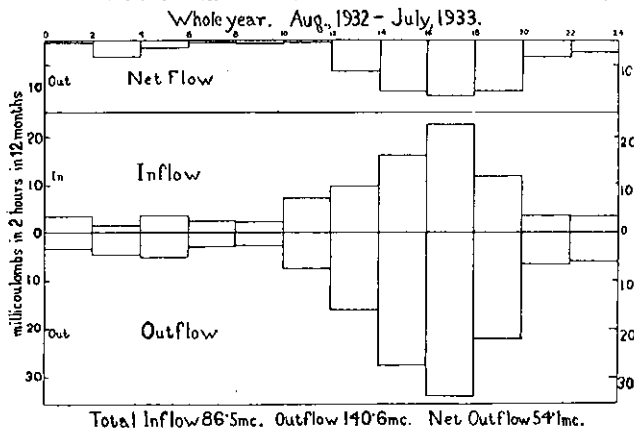 Whole year. Aug., 1932 – July, 1933.
0 2 4 6 8 10 12 14 16 18 20 22 24
Out Net Flow
10 10
millicoulombs in 2 hours in 12 months
20 20
In Inflow
10 10
0 0
10 10
20 20
Out Outflow
30 30
Total Inflow 86·5mc. Outflow 140·6mc. Net Outflow 54·1mc.